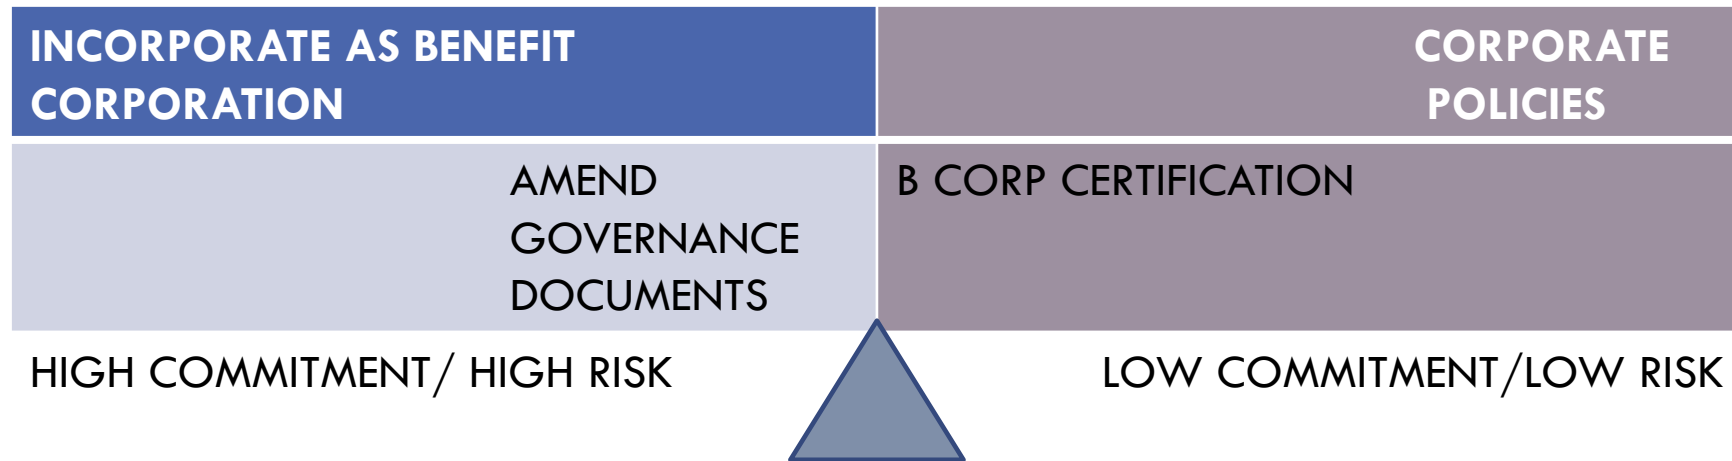 INCORPORATE AS BENEFIT
CORPORATION
CORPORATE
POLICIES
AMEND
GOVERNANCE
DOCUMENTS
B CORP CERTIFICATION
HIGH COMMITMENT/ HIGH RISK
LOW COMMITMENT/LOW RISK